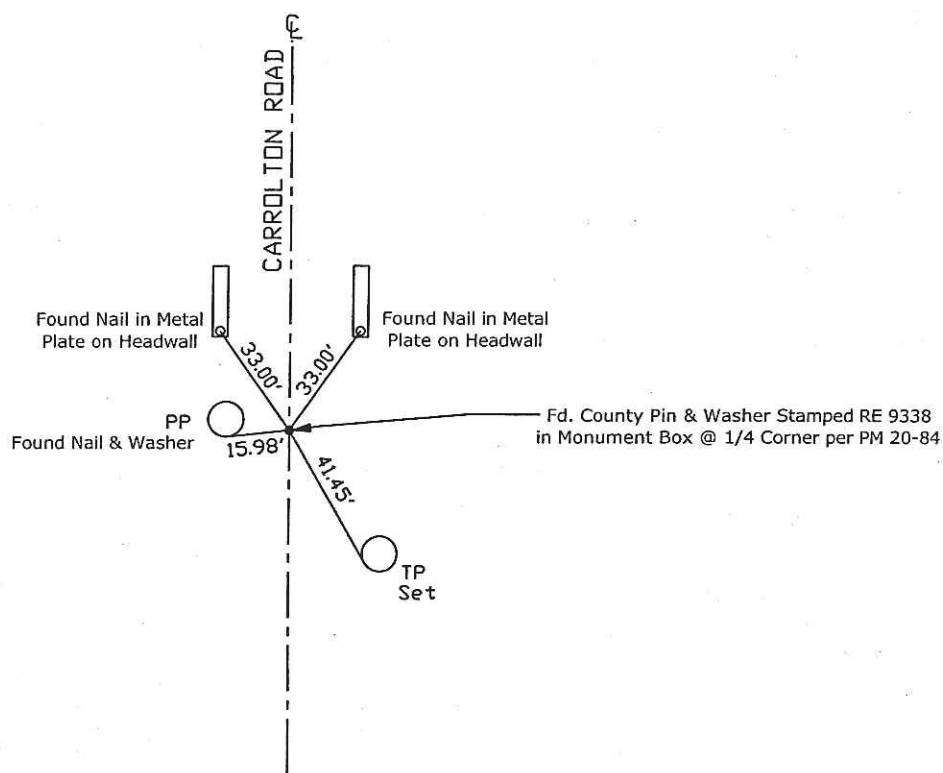 ℄
CARROLTON ROAD
Found Nail in Metal
Plate on Headwall
Found Nail in Metal
Plate on Headwall
33.00'
33.00'
PP
Found Nail & Washer
15.98'
Fd. County Pin & Washer Stamped RE 9338
in Monument Box @ 1/4 Corner per PM 20-84
41.45'
TP
Set